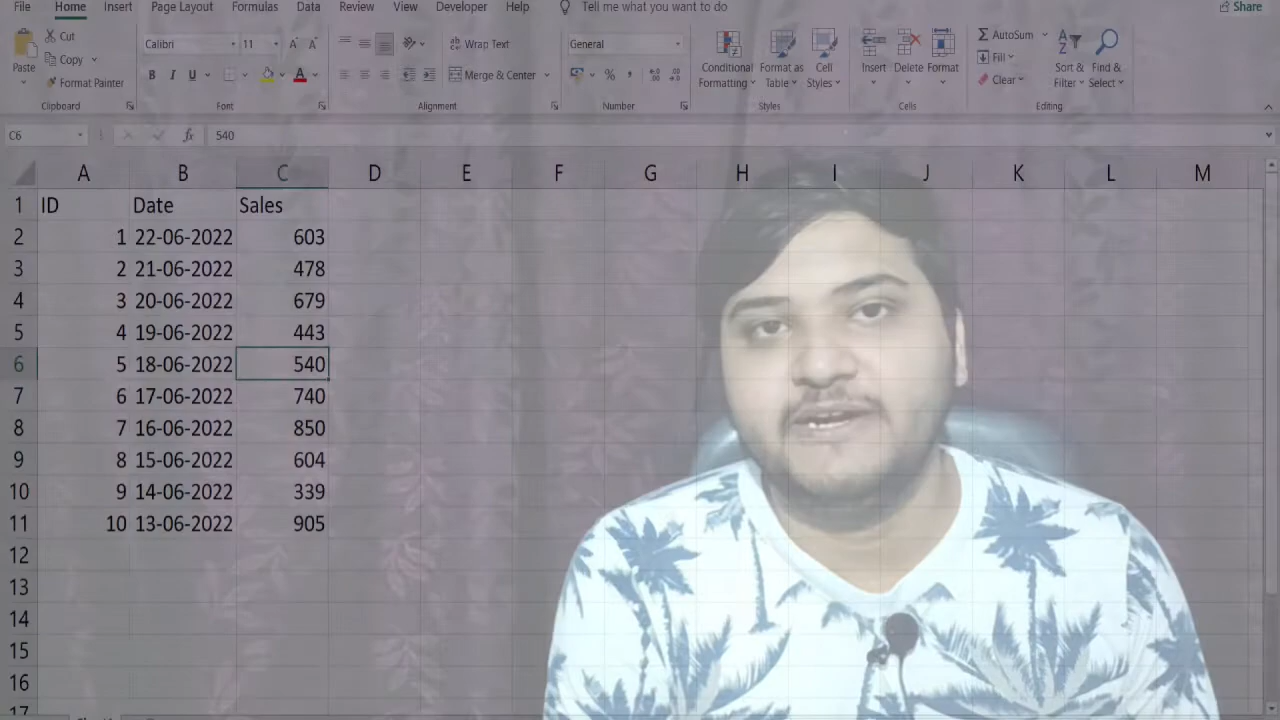 File Home Insert Page Layout Formulas Data Review View Developer Help Tell me what you want to do Share
Cut
Copy
Format Painter
Paste
Clipboard
Calibri 11
B I U
Font
Wrap Text
Merge & Center
Alignment
General
%
Number
Conditional Formatting
Format as Table
Cell Styles
Styles
Insert Delete Format
Cells
AutoSum
Fill
Clear
Sort & Filter
Find & Select
Editing
C6 fx 540
A B C D E F G H I J K L M
1 ID Date Sales
2 1 22-06-2022 603
3 2 21-06-2022 478
4 3 20-06-2022 679
5 4 19-06-2022 443
6 5 18-06-2022 540
7 6 17-06-2022 740
8 7 16-06-2022 850
9 8 15-06-2022 604
10 9 14-06-2022 339
11 10 13-06-2022 905
12
13
14
15
16
17